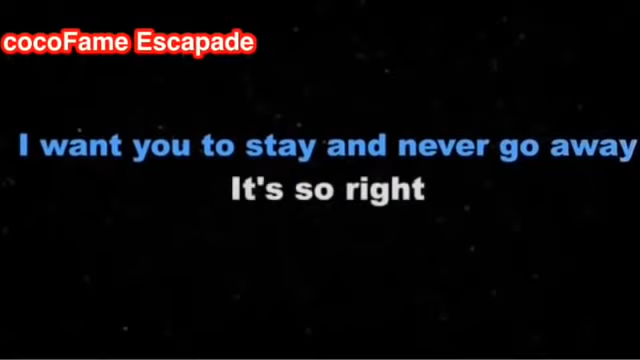 cocoFame Escapade
I want you to stay and never go away
It's so right